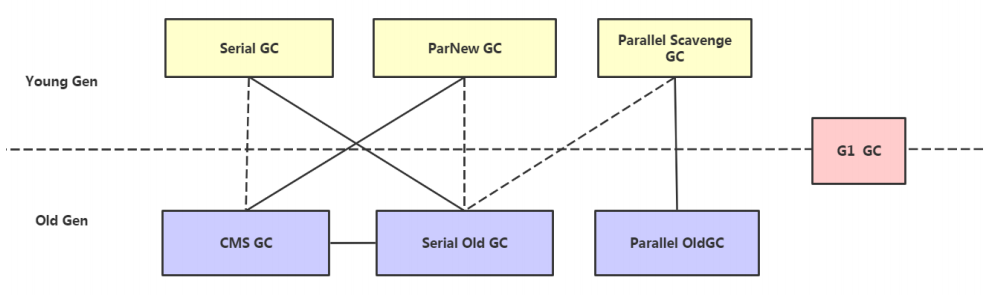 Serial GC
ParNew GC
Parallel Scavenge
GC
Young Gen
G1 GC
Old Gen
CMS GC
Serial Old GC
Parallel OldGC